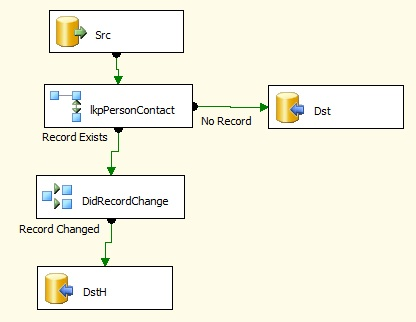 Src
lkpPersonContact
No Record
Dst
Record Exists
DidRecordChange
Record Changed
DstH